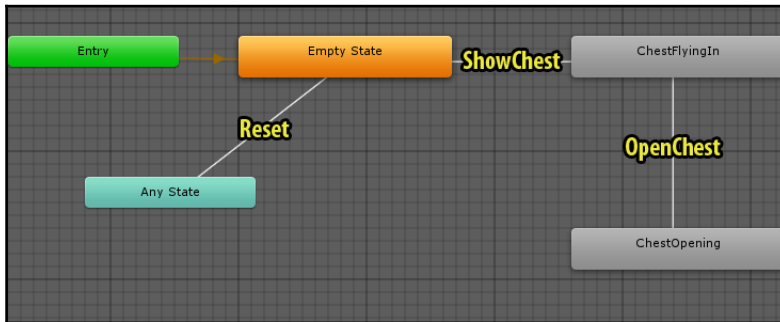 Entry
Empty State
ShowChest
ChestFlyingIn
Reset
OpenChest
Any State
ChestOpening